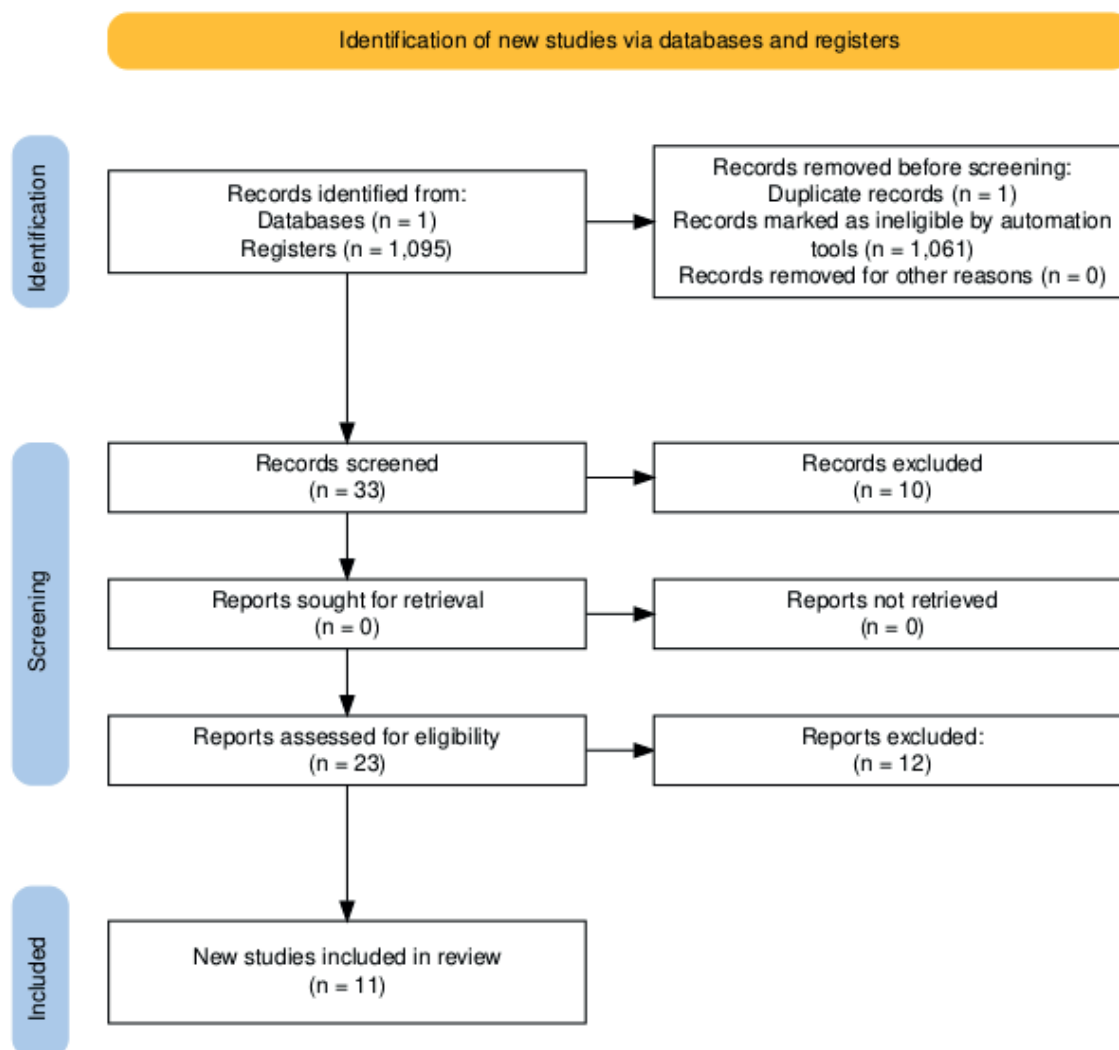 Identification of new studies via databases and registers
Identification
Records identified from:
Databases (n = 1)
Registers (n = 1,095)
Records removed before screening:
Duplicate records (n = 1)
Records marked as ineligible by automation
tools (n = 1,061)
Records removed for other reasons (n = 0)
Screening
Records screened
(n = 33)
Records excluded
(n = 10)
Reports sought for retrieval
(n = 0)
Reports not retrieved
(n = 0)
Reports assessed for eligibility
(n = 23)
Reports excluded:
(n = 12)
Included
New studies included in review
(n = 11)